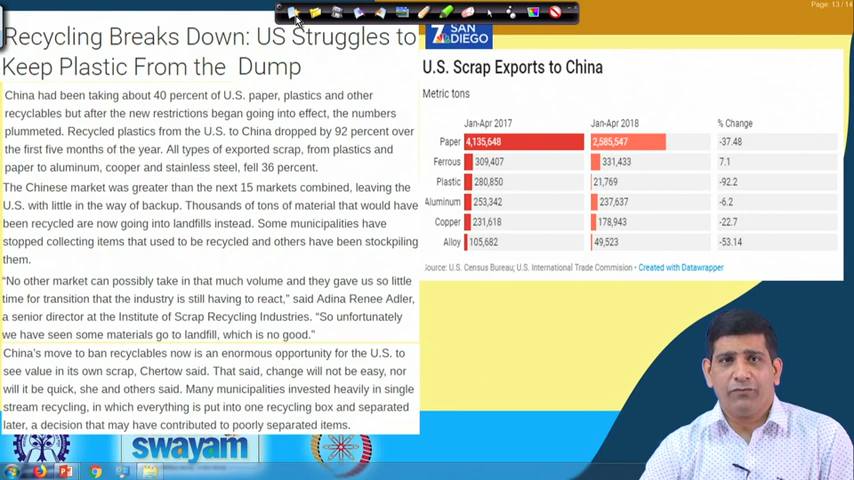 Page: 13 / 14
Recycling Breaks Down: US Struggles to
Keep Plastic From the Dump
China had been taking about 40 percent of U.S. paper, plastics and other
recyclables but after the new restrictions began going into effect, the numbers
plummeted. Recycled plastics from the U.S. to China dropped by 92 percent over
the first five months of the year. All types of exported scrap, from plastics and
paper to aluminum, cooper and stainless steel, fell 36 percent.
The Chinese market was greater than the next 15 markets combined, leaving the
U.S. with little in the way of backup. Thousands of tons of material that would have
been recycled are now going into landfills instead. Some municipalities have
stopped collecting items that used to be recycled and others have been stockpiling
them.
“No other market can possibly take in that much volume and they gave us so little
time for transition that the industry is still having to react,” said Adina Renee Adler,
a senior director at the Institute of Scrap Recycling Industries. “So unfortunately
we have seen some materials go to landfill, which is no good.”
China’s move to ban recyclables now is an enormous opportunity for the U.S. to
see value in its own scrap, Chertow said. That said, change will not be easy, nor
will it be quick, she and others said. Many municipalities invested heavily in single
stream recycling, in which everything is put into one recycling box and separated
later, a decision that may have contributed to poorly separated items.
7 SAN
DIEGO
U.S. Scrap Exports to China
Metric tons
Jan-Apr 2017 Jan-Apr 2018 % Change
Paper 4,135,648 2,585,547 -37.48
Ferrous 309,407 331,433 7.1
Plastic 280,850 21,769 -92.2
Aluminum 253,342 237,637 -6.2
Copper 231,618 178,943 -22.7
Alloy 105,682 49,523 -53.14
Source: U.S. Census Bureau; U.S. International Trade Commision • Created with Datawrapper
swayam